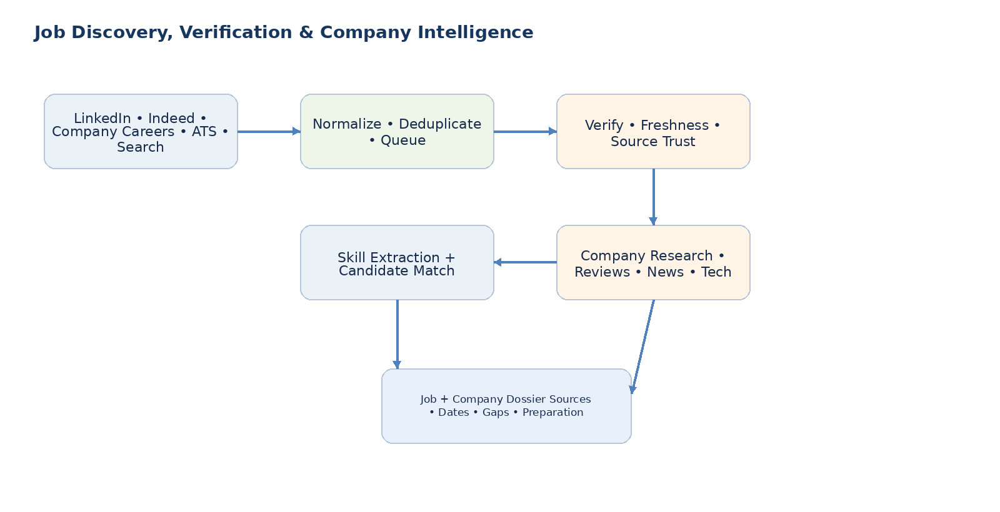 Job Discovery, Verification & Company Intelligence
LinkedIn • Indeed •
Company Careers • ATS •
Search
Normalize • Deduplicate
• Queue
Verify • Freshness •
Source Trust
Skill Extraction +
Candidate Match
Company Research •
Reviews • News • Tech
Job + Company Dossier Sources
• Dates • Gaps • Preparation